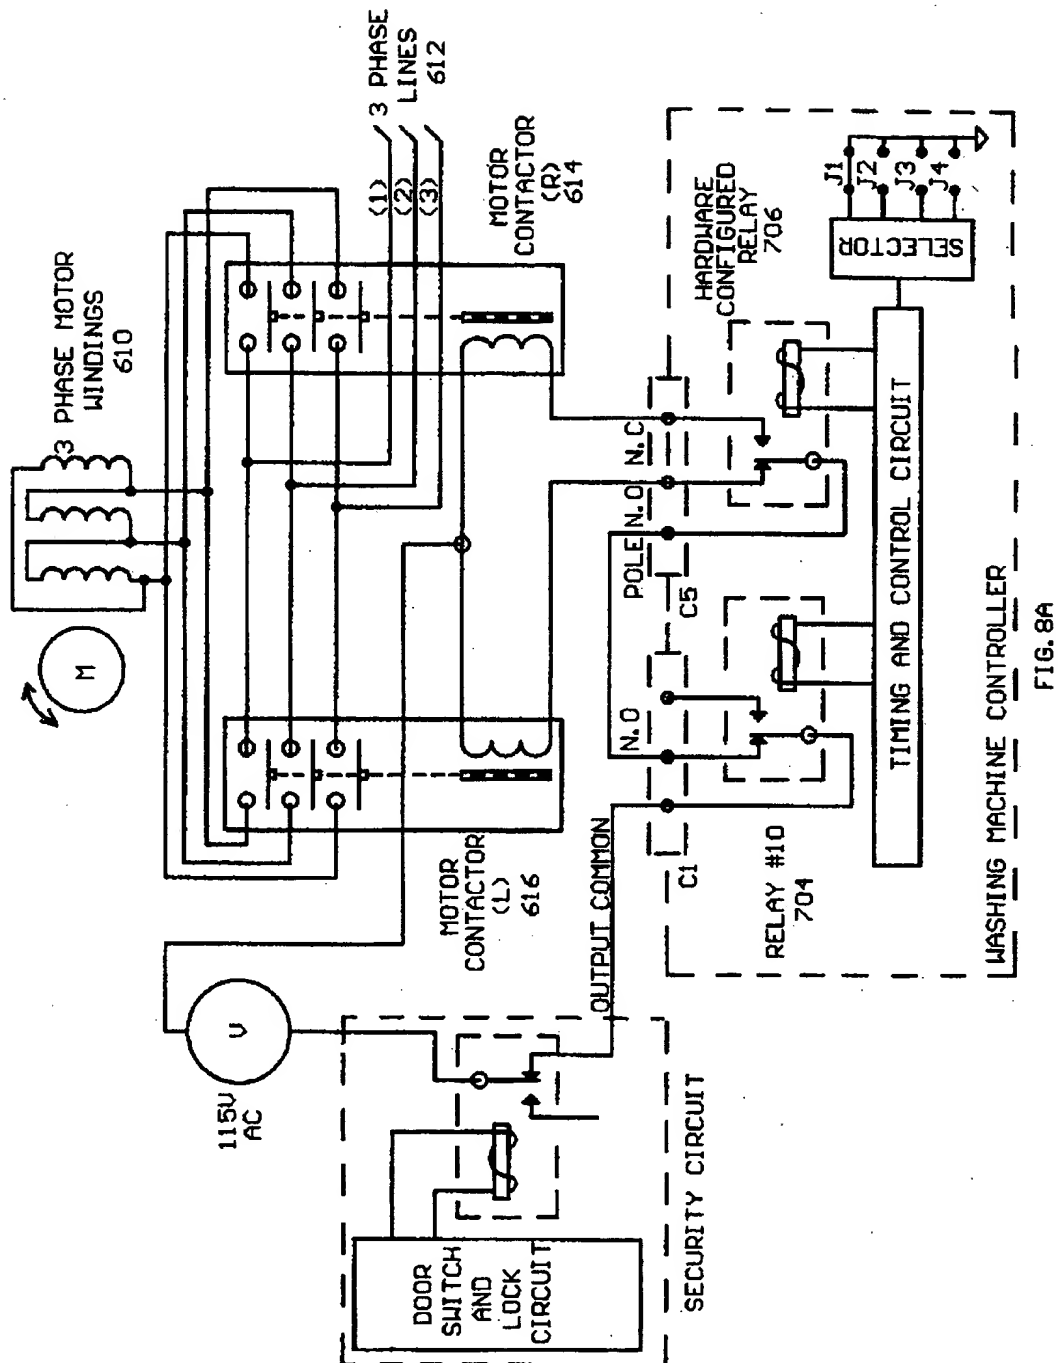 3 PHASE MOTOR
WINDINGS
610
M
3 PHASE
LINES
612
(1)
(2)
(3)
MOTOR
CONTACTOR
(R)
614
MOTOR
CONTACTOR
(L)
616
115V
AC
V
DOOR
SWITCH
AND
LOCK
CIRCUIT
SECURITY CIRCUIT
OUTPUT COMMON
N.O
C1
POLE N.O N.C
C5
RELAY #10
704
HARDWARE
CONFIGURED
RELAY
706
TIMING AND CONTROL CIRCUIT
SELECTOR
J1
J2
J3
J4
WASHING MACHINE CONTROLLER
FIG.8A